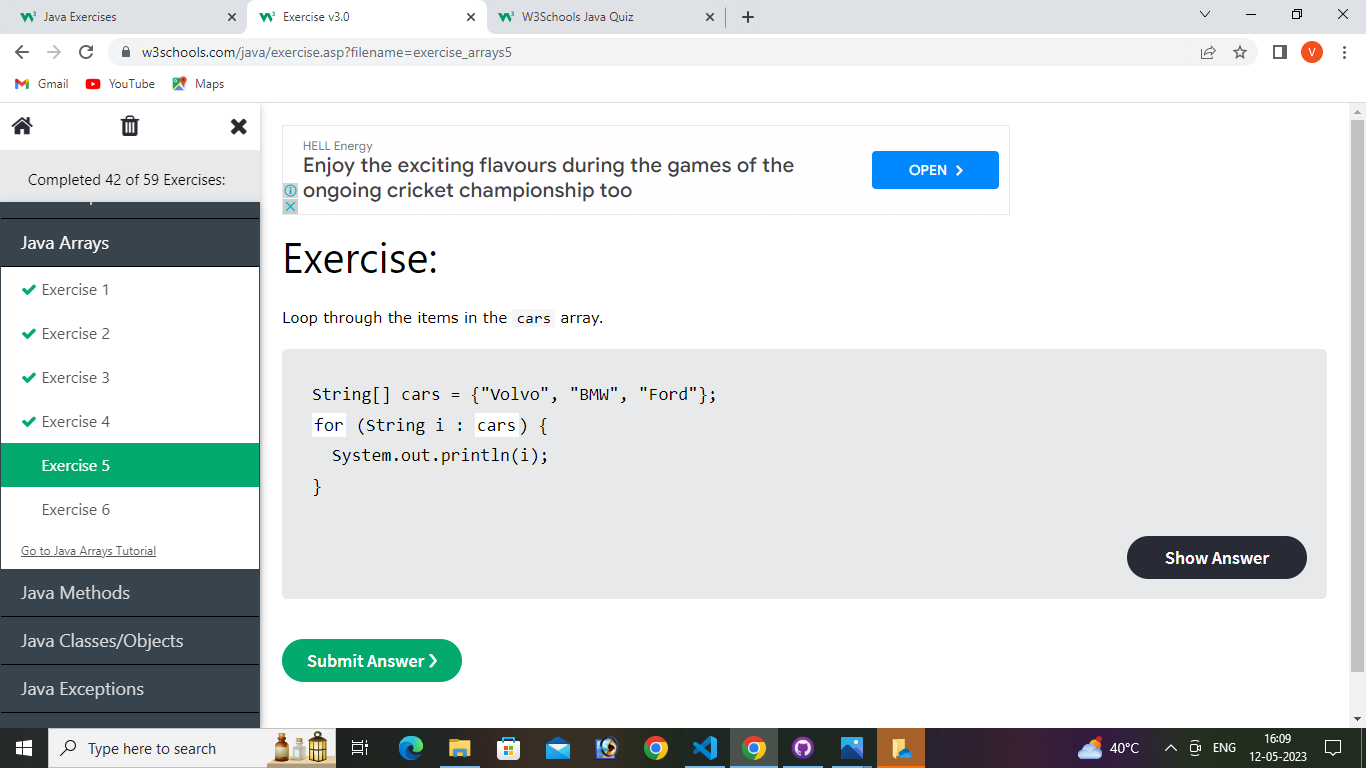 Java Exercises
Exercise v3.0
W3Schools Java Quiz
w3schools.com/java/exercise.asp?filename=exercise_arrays5
V
Gmail
YouTube
Maps
Completed 42 of 59 Exercises:
Java Arrays
Exercise 1
Exercise 2
Exercise 3
Exercise 4
Exercise 5
Exercise 6
Go to Java Arrays Tutorial
Java Methods
Java Classes/Objects
Java Exceptions
HELL Energy
Enjoy the exciting flavours during the games of the
ongoing cricket championship too
OPEN
Exercise:
Loop through the items in the cars array.
String[] cars = {"Volvo", "BMW", "Ford"};
for (String i : cars) {
System.out.println(i);
}
Show Answer
Submit Answer ❯
Type here to search
40°C
ENG
16:09
12-05-2023